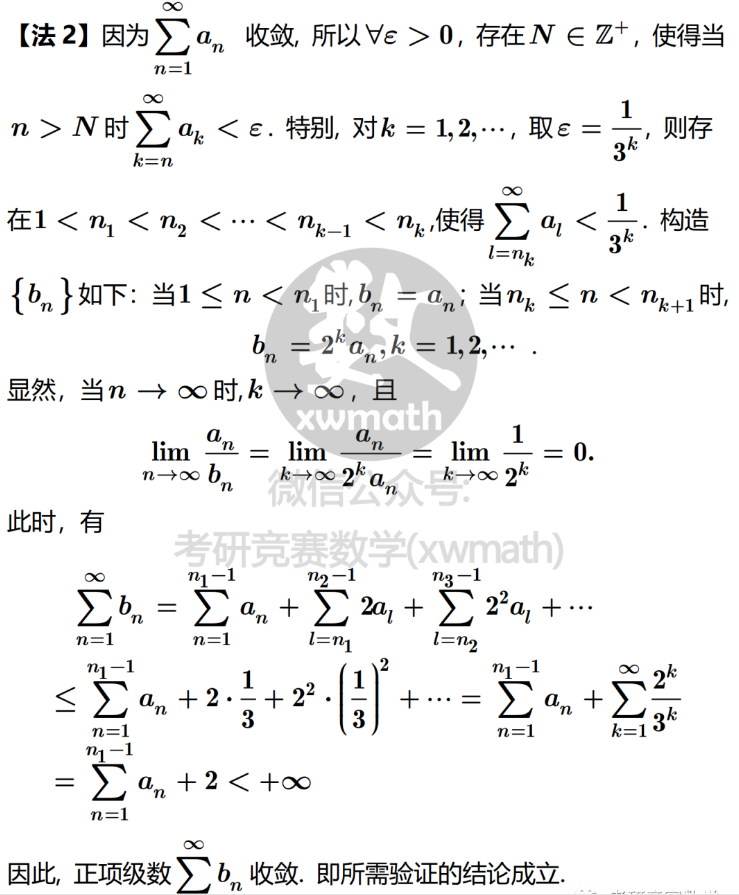 【法 2】因为 $\sum_{n=1}^{\infty} a_n$ 收敛, 所以 $\forall \varepsilon > 0$, 存在 $N \in \mathbb{Z}^+$, 使得当
$n > N$ 时 $\sum_{k=n}^{\infty} a_k < \varepsilon$. 特别, 对 $k = 1, 2, \cdots$, 取 $\varepsilon = \frac{1}{3^k}$, 则存
在 $1 < n_1 < n_2 < \cdots < n_{k-1} < n_k$,使得 $\sum_{l=n_k}^{\infty} a_l < \frac{1}{3^k}$. 构造
$\{b_n\}$ 如下：当 $1 \leq n < n_1$ 时, $b_n = a_n$；当 $n_k \leq n < n_{k+1}$ 时,
$b_n = 2^k a_n, k = 1, 2, \cdots$ .
显然，当 $n \to \infty$ 时, $k \to \infty$，且
$\lim_{n \to \infty} \frac{a_n}{b_n} = \lim_{k \to \infty} \frac{a_n}{2^k a_n} = \lim_{k \to \infty} \frac{1}{2^k} = 0.$
数
xwmath
微信公众号:
此时，有
考研竞赛数学(xwmath)
$\sum_{n=1}^{\infty} b_n = \sum_{n=1}^{n_1-1} a_n + \sum_{l=n_1}^{n_2-1} 2a_l + \sum_{l=n_2}^{n_3-1} 2^2 a_l + \cdots$
$\leq \sum_{n=1}^{n_1-1} a_n + 2 \cdot \frac{1}{3} + 2^2 \cdot \left(\frac{1}{3}\right)^2 + \cdots = \sum_{n=1}^{n_1-1} a_n + \sum_{k=1}^{\infty} \frac{2^k}{3^k}$
$= \sum_{n=1}^{n_1-1} a_n + 2 < +\infty$
因此, 正项级数 $\sum_{n=1}^{\infty} b_n$ 收敛. 即所需验证的结论成立.